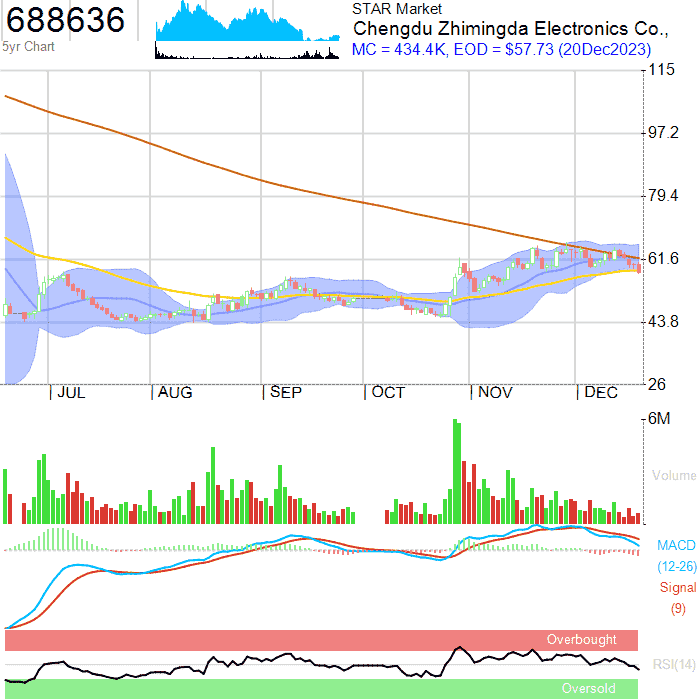 688636
5yr Chart
STAR Market
Chengdu Zhimingda Electronics Co.,
MC = 434.4K, EOD = $57.73 (20Dec2023)
115
97.2
79.4
61.6
43.8
26
JUL AUG SEP OCT NOV DEC
6M
Volume
MACD
(12-26)
Signal
(9)
Overbought
RSI(14)
Oversold